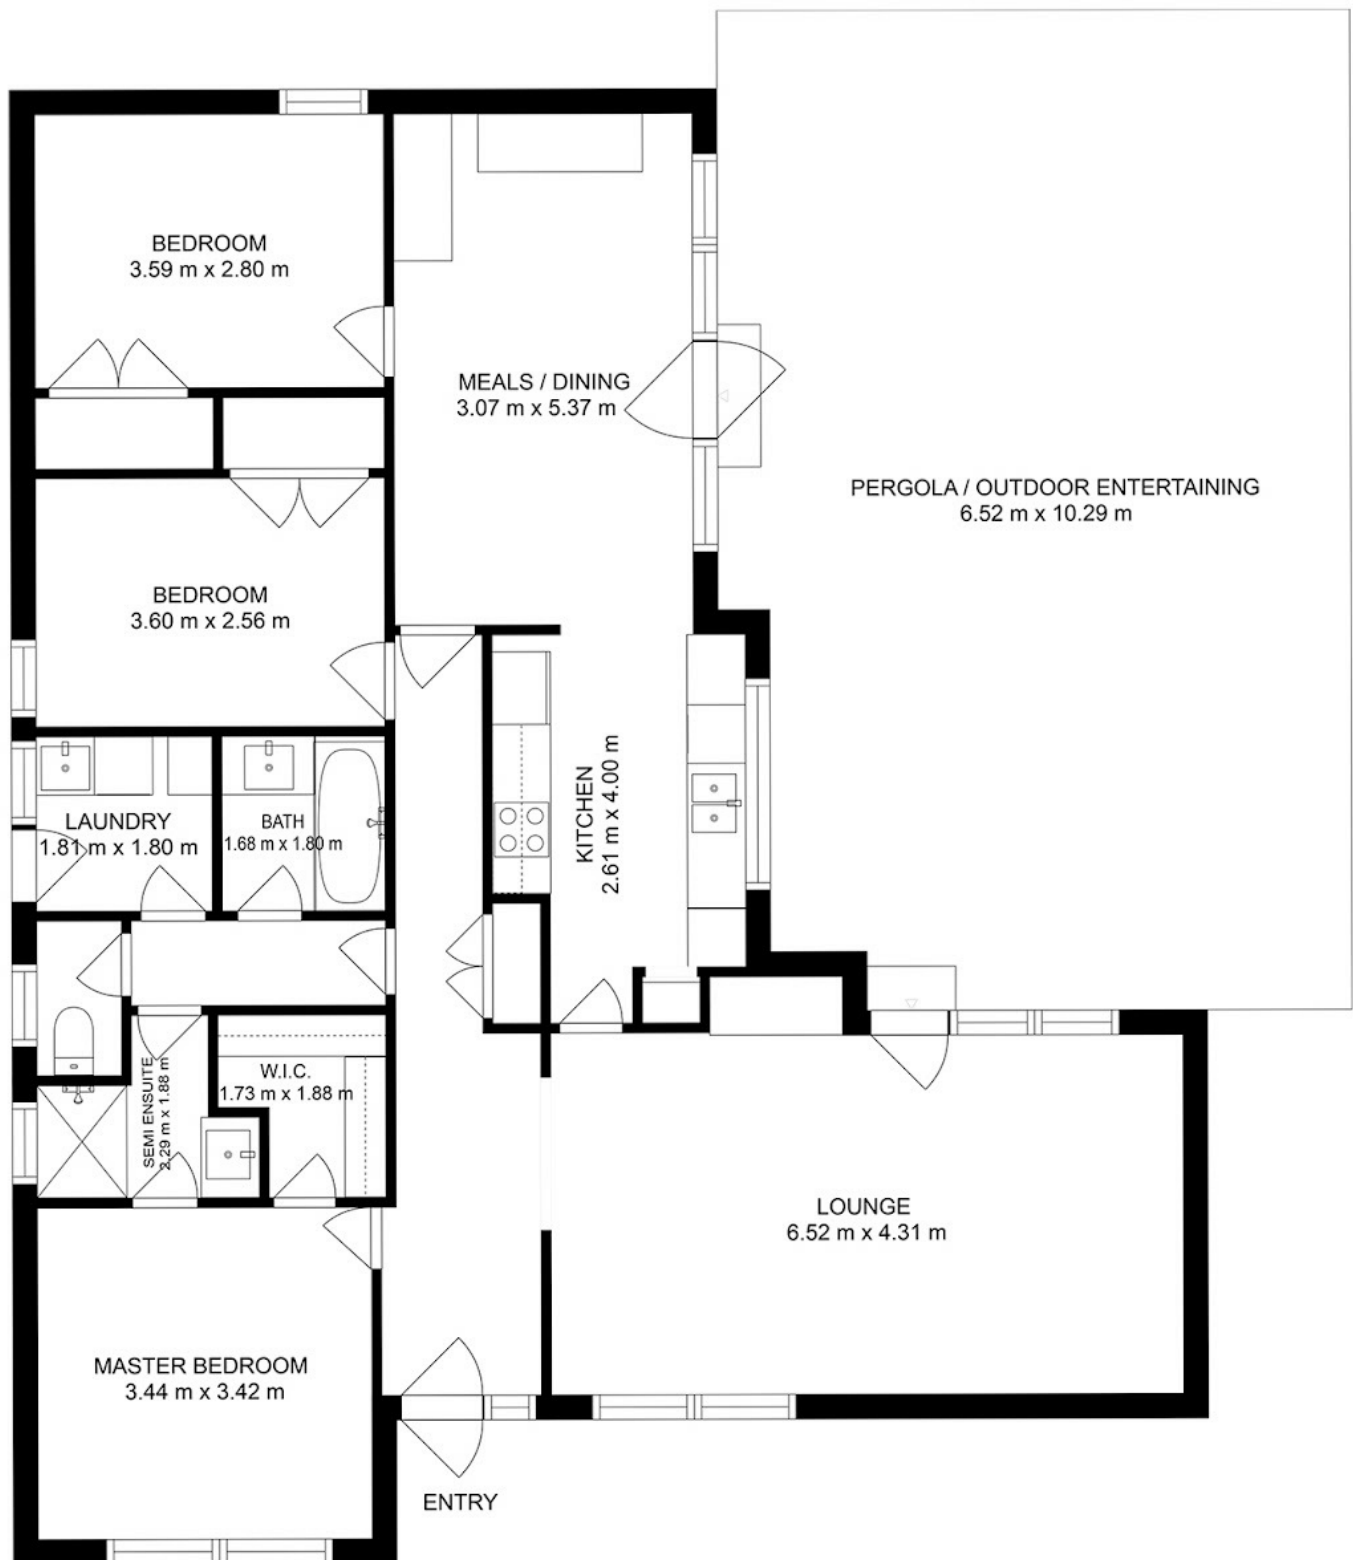 BEDROOM
3.59 m x 2.80 m
MEALS / DINING
3.07 m x 5.37 m
PERGOLA / OUTDOOR ENTERTAINING
6.52 m x 10.29 m
BEDROOM
3.60 m x 2.56 m
LAUNDRY
1.81 m x 1.80 m
BATH
1.68 m x 1.80 m
KITCHEN
2.61 m x 4.00 m
SEMI ENSUITE
2.29 m x 1.88 m
W.I.C.
1.73 m x 1.88 m
LOUNGE
6.52 m x 4.31 m
MASTER BEDROOM
3.44 m x 3.42 m
ENTRY